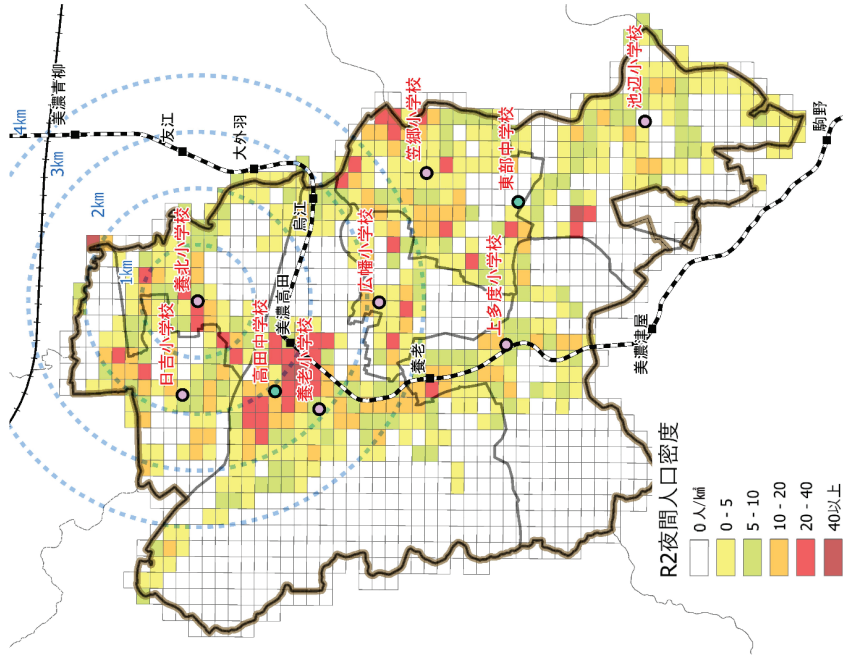 4km
美濃青柳
3km
友江
大外羽
2km
烏江
1km
養北小学校
日吉小学校
美濃高田
高田中学校
養老小学校
広幡小学校
笠郷小学校
東部中学校
池辺小学校
上多度小学校
養老
美濃津屋
駒野
R2夜間人口密度
0 人/㎢
0 - 5
5 - 10
10 - 20
20 - 40
40以上